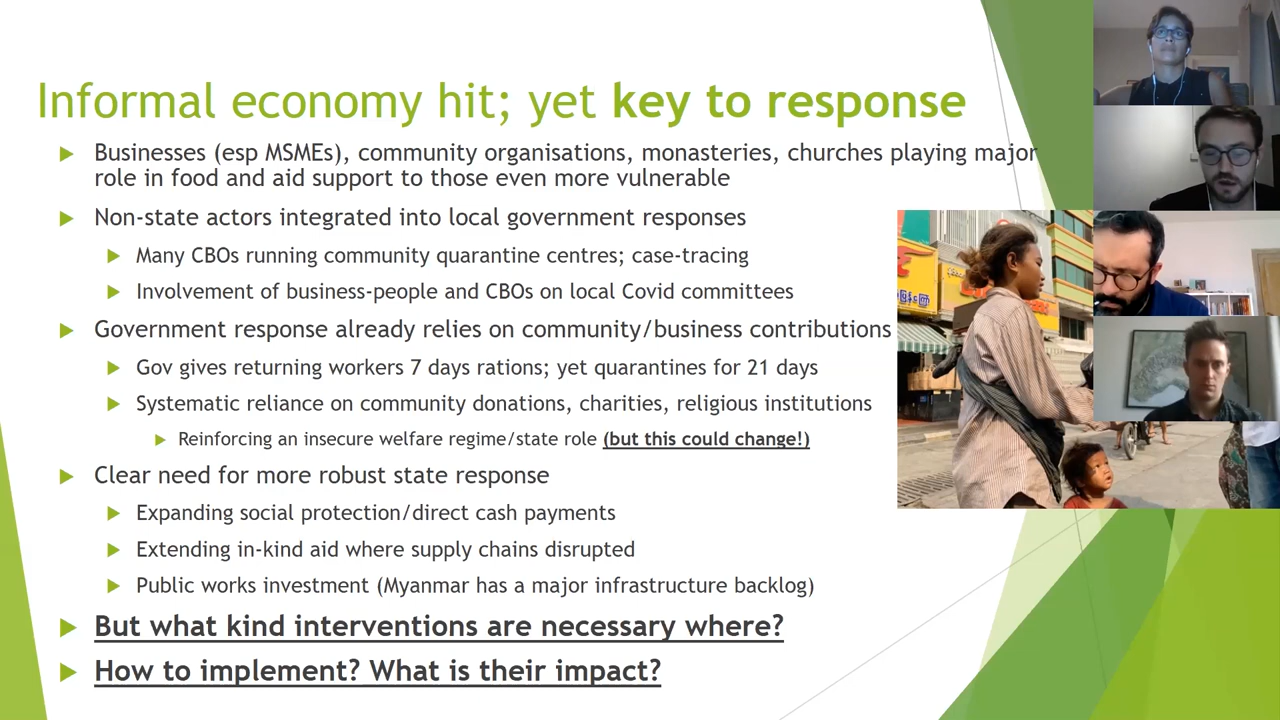 Informal economy hit; yet key to response
Businesses (esp MSMEs), community organisations, monasteries, churches playing major
role in food and aid support to those even more vulnerable
Non-state actors integrated into local government responses
Many CBOs running community quarantine centres; case-tracing
Involvement of business-people and CBOs on local Covid committees
Government response already relies on community/business contributions
Gov gives returning workers 7 days rations; yet quarantines for 21 days
Systematic reliance on community donations, charities, religious institutions
Reinforcing an insecure welfare regime/state role (but this could change!)
Clear need for more robust state response
Expanding social protection/direct cash payments
Extending in-kind aid where supply chains disrupted
Public works investment (Myanmar has a major infrastructure backlog)
But what kind interventions are necessary where?
How to implement? What is their impact?